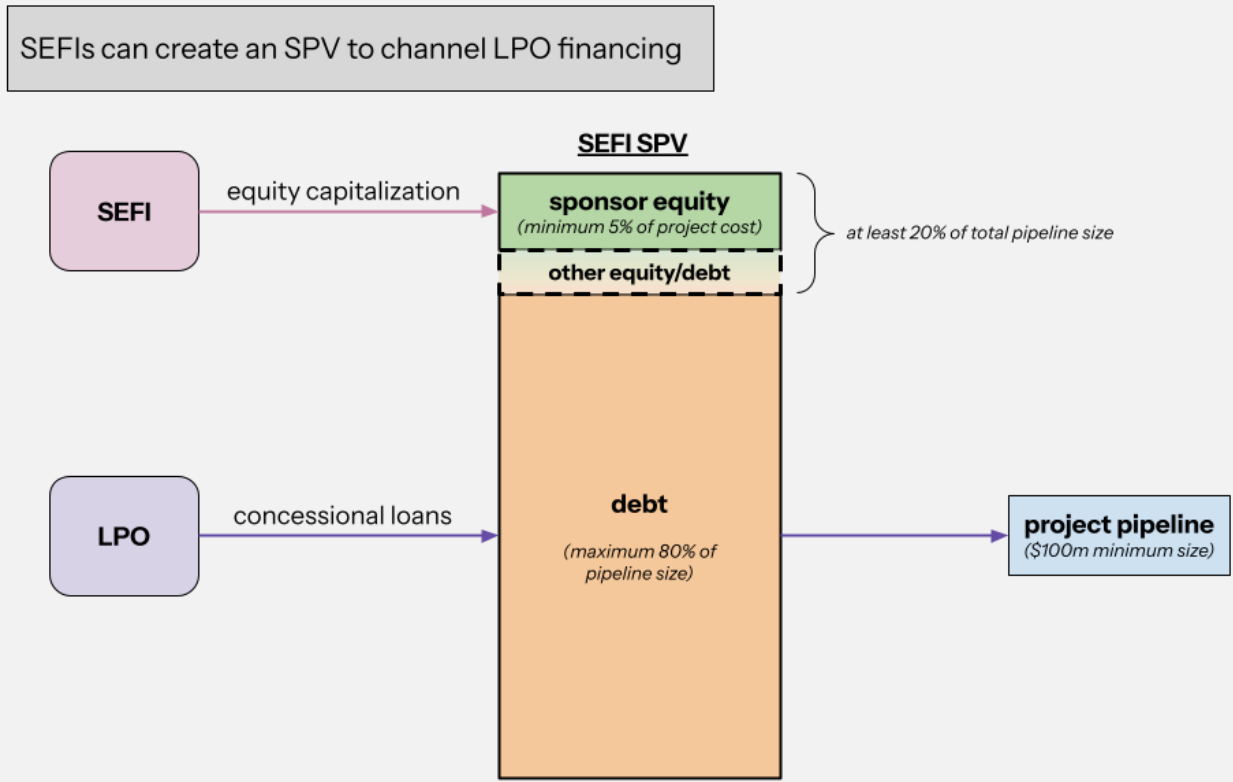 SEFIs can create an SPV to channel LPO financing
SEFI SPV
SEFI
equity capitalization
sponsor equity
(minimum 5% of project cost)
at least 20% of total pipeline size
other equity/debt
LPO
concessional loans
debt
(maximum 80% of
pipeline size)
project pipeline
($100m minimum size)